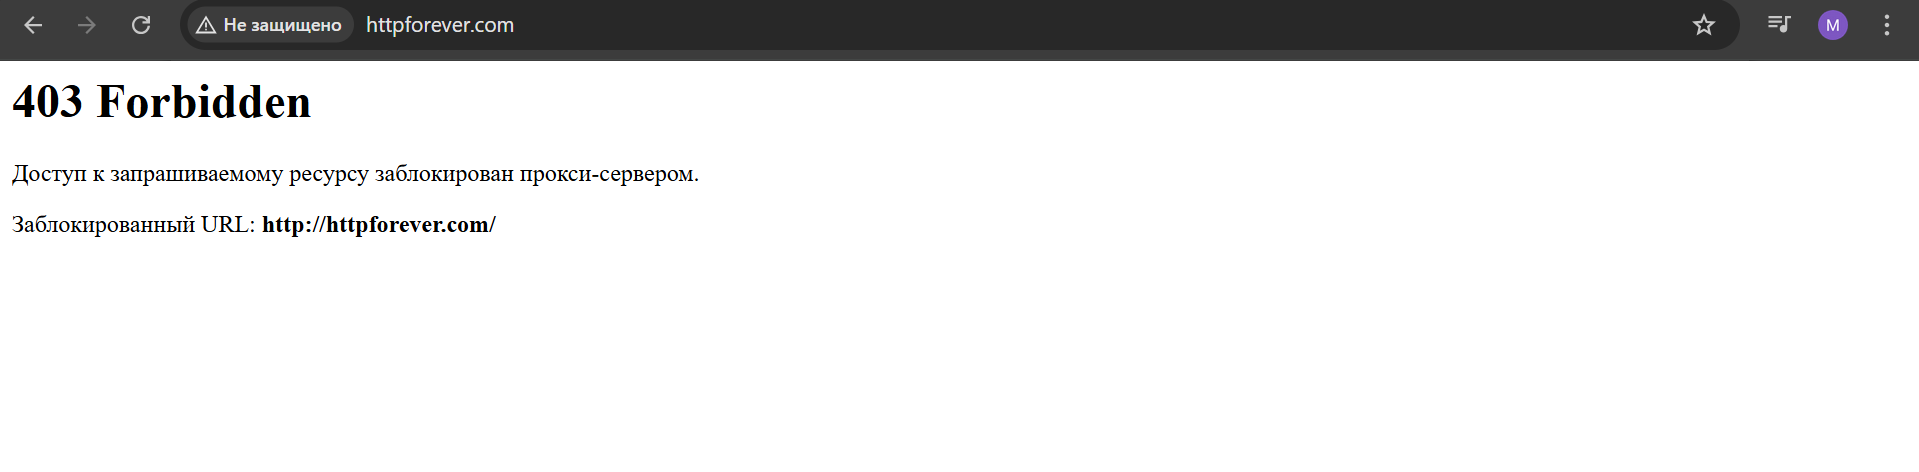 Не защищено httpforever.com M
403 Forbidden
Доступ к запрашиваемому ресурсу заблокирован прокси-сервером.
Заблокированный URL: http://httpforever.com/